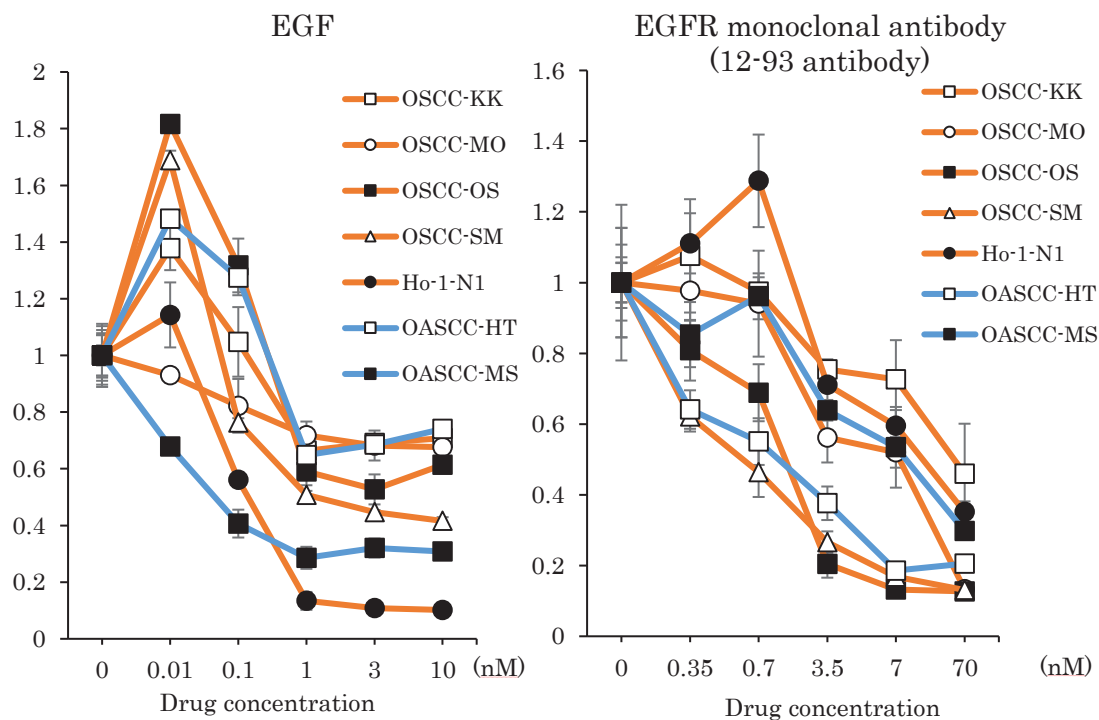 EGF
2
1.8
1.6
1.4
1.2
1
0.8
0.6
0.4
0.2
0
OSCC-KK
OSCC-MO
OSCC-OS
OSCC-SM
Ho-1-N1
OASCC-HT
OASCC-MS
0 0.01 0.1 1 3 10 (nM)
Drug concentration
EGFR monoclonal antibody
(12-93 antibody)
1.6
1.4
1.2
1
0.8
0.6
0.4
0.2
0
OSCC-KK
OSCC-MO
OSCC-OS
OSCC-SM
Ho-1-N1
OASCC-HT
OASCC-MS
0 0.35 0.7 3.5 7 70 (nM)
Drug concentration